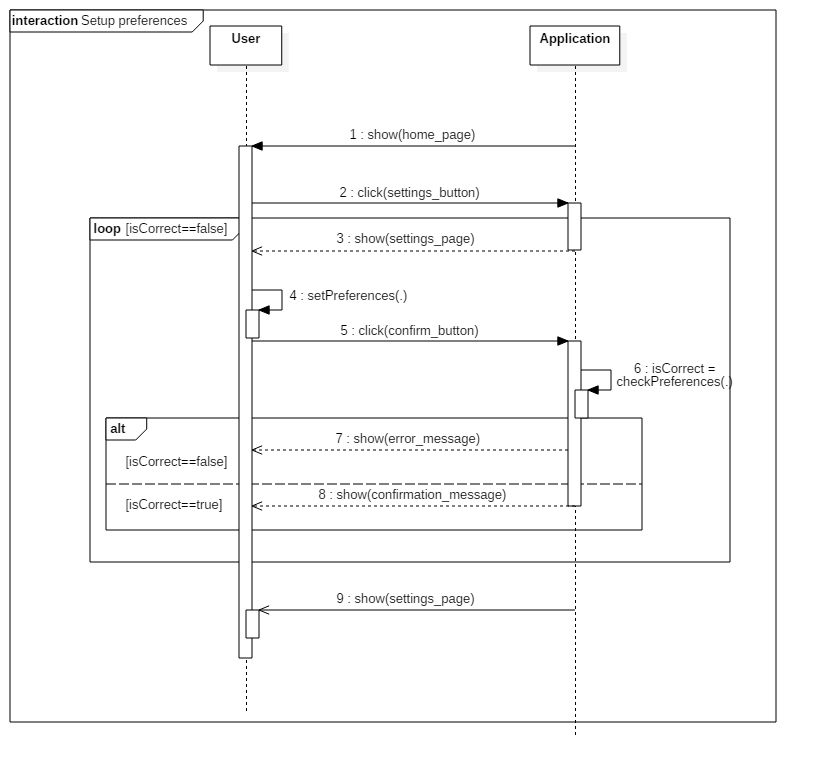 interaction Setup preferences
User
Application
1 : show(home_page)
2 : click(settings_button)
loop [isCorrect==false]
3 : show(settings_page)
4 : setPreferences(.)
5 : click(confirm_button)
6 : isCorrect =
checkPreferences(.)
alt
7 : show(error_message)
[isCorrect==false]
8 : show(confirmation_message)
[isCorrect==true]
9 : show(settings_page)